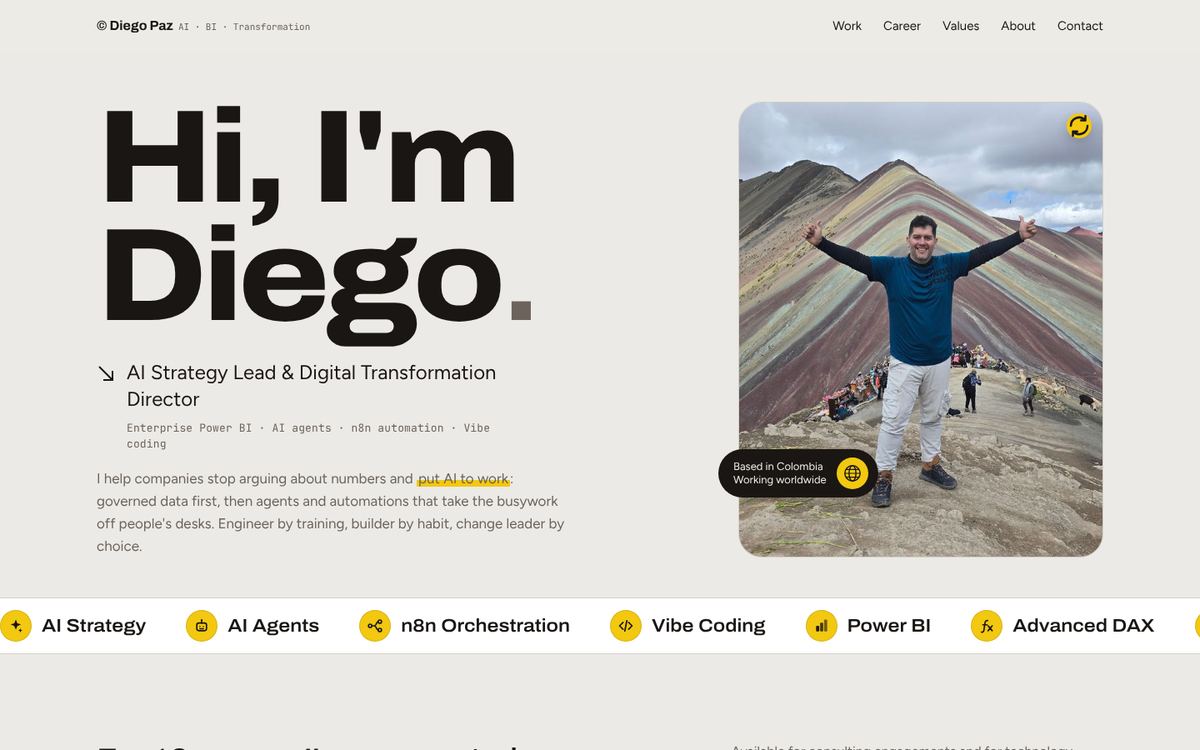 © Diego Paz AI · BI · Transformation
Work Career Values About Contact
Hi, I'm
Diego.
AI Strategy Lead & Digital Transformation
Director
Enterprise Power BI · AI agents · n8n automation · Vibe
coding
I help companies stop arguing about numbers and put AI to work:
governed data first, then agents and automations that take the busywork
off people's desks. Engineer by training, builder by habit, change leader by
choice.
Based in Colombia
Working worldwide
AI Strategy AI Agents n8n Orchestration Vibe Coding Power BI Advanced DAX